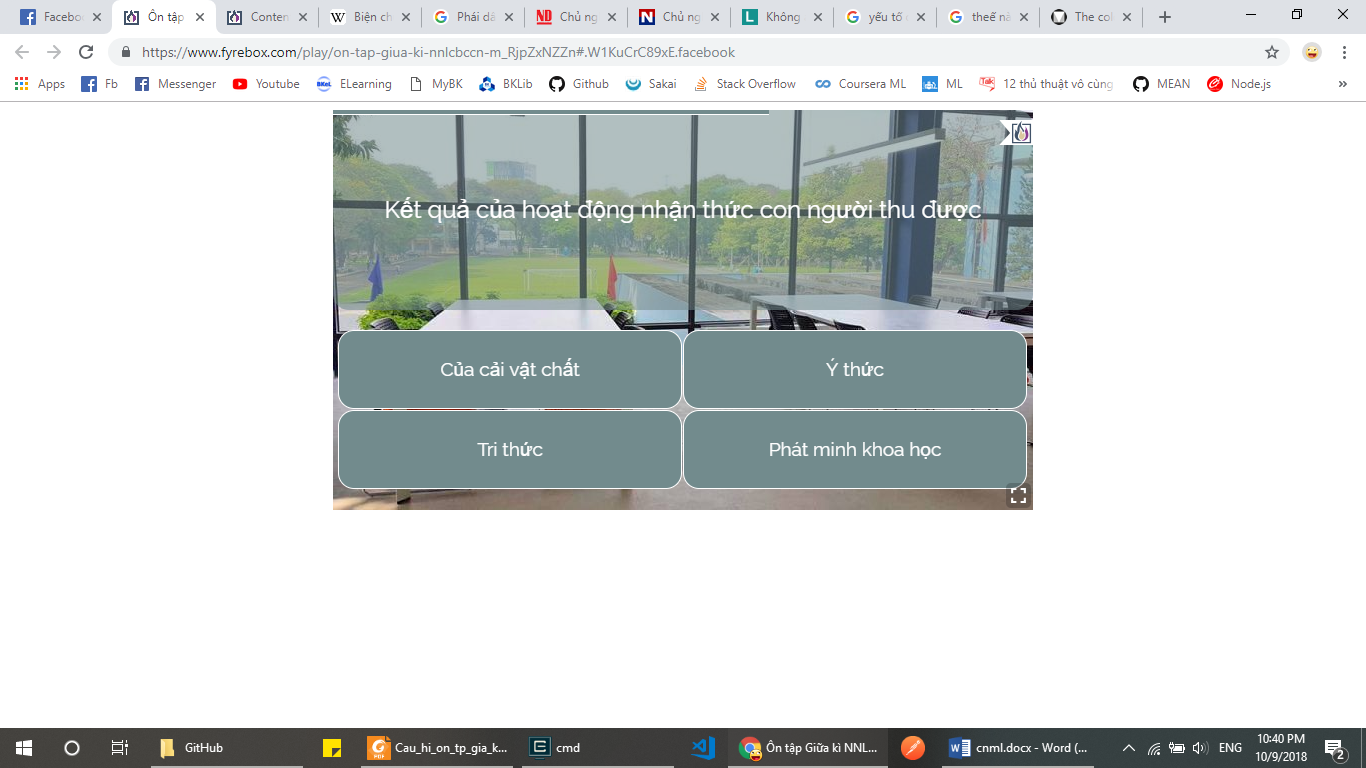 Facebo
Ôn tập
Conten
Biện ch
Phái dâ
Chủ ng
Chủ ng
Không
yếu tố
theế nà
The col
https://www.fyrebox.com/play/on-tap-giua-ki-nnlcbccn-m_RjpZxNZZn#.W1KuCrC89xE.facebook
Apps
Fb
Messenger
Youtube
ELearning
MyBK
BKLib
Github
Sakai
Stack Overflow
Coursera ML
ML
12 thủ thuật vô cùng
MEAN
Node.js
»
Kết quả của hoạt động nhận thức con người thu được
Của cải vật chất
Ý thức
Tri thức
Phát minh khoa học
GitHub
Cau_hi_on_tp_gia_k...
cmd
Ôn tập Giữa kì NNL...
cnml.docx - Word (...
ENG
10:40 PM
10/9/2018
2